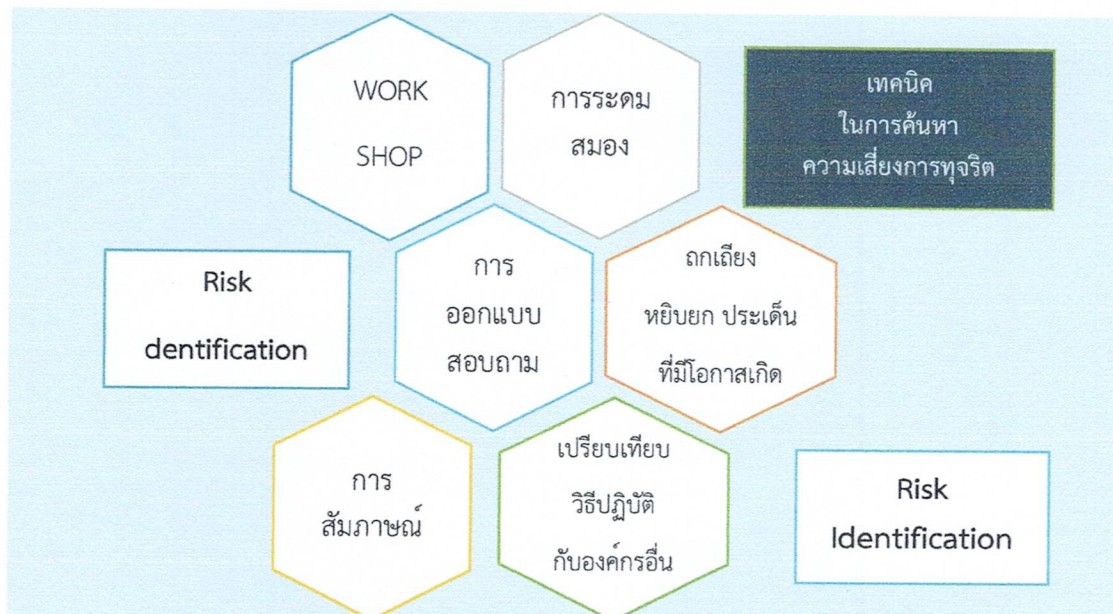 WORK
SHOP
การระดม
สมอง
เทคนิค
ในการค้นหา
ความเสี่ยงการทุจริต
Risk
dentification
การ
ออกแบบ
สอบถาม
ถกเถียง
หยิบยก ประเด็น
ที่มีโอกาสเกิด
การ
สัมภาษณ์
เปรียบเทียบ
วิธีปฏิบัติ
กับองค์กรอื่น
Risk
Identification